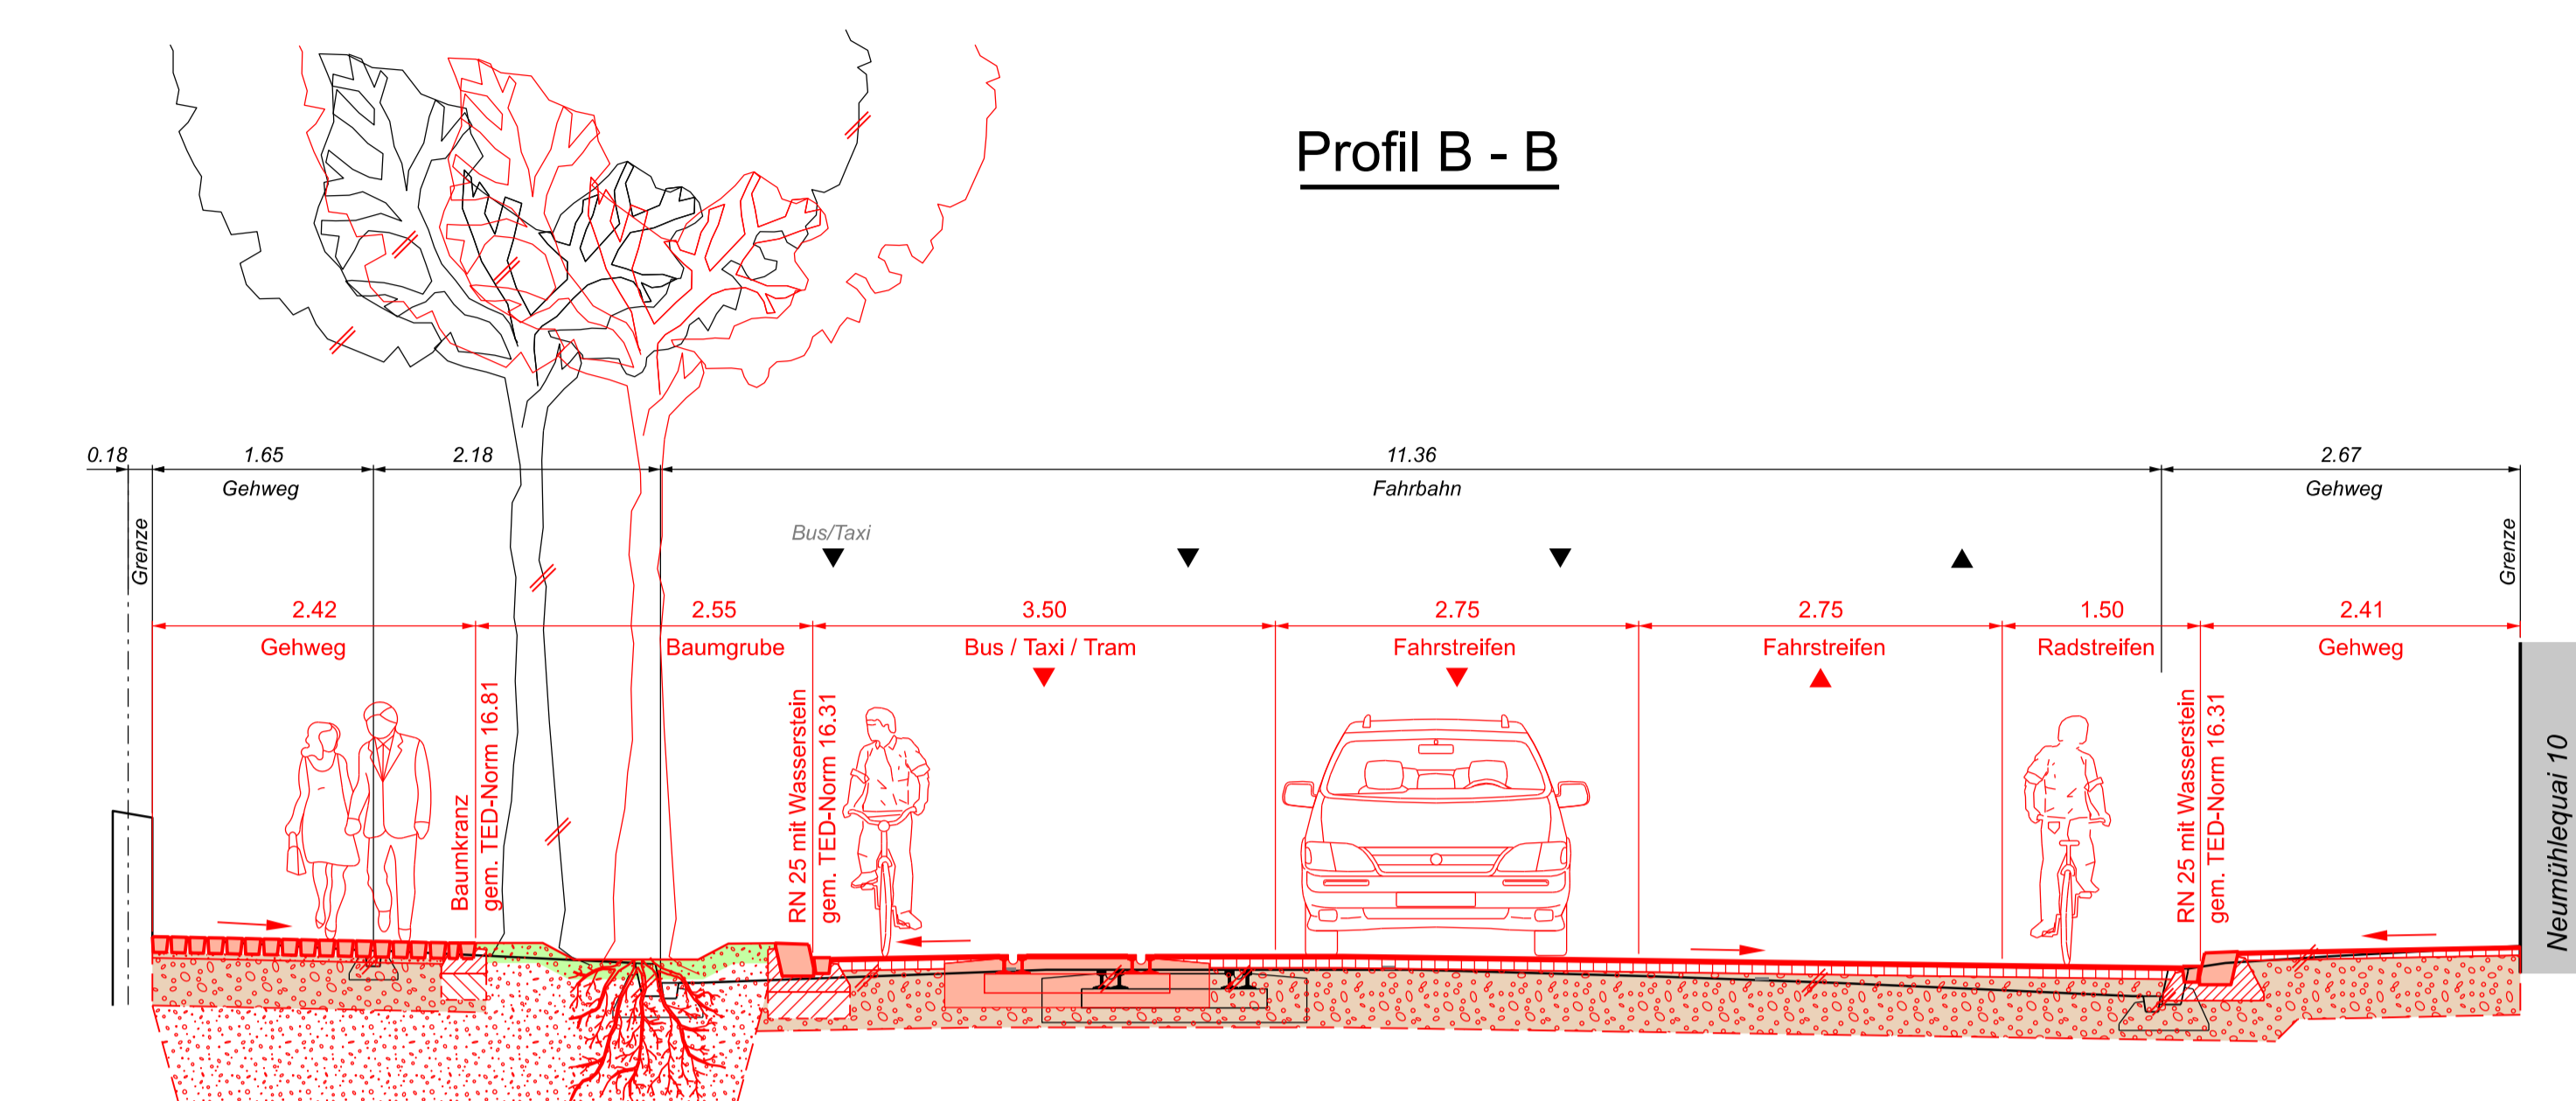 Profil B - B
0.18
1.65
2.18
11.36
2.67
Gehweg
Fahrbahn
Gehweg
Grenze
Bus/Taxi
Grenze
2.42
2.55
3.50
2.75
2.75
1.50
2.41
Gehweg
Baumgrube
Bus / Taxi / Tram
Fahrstreifen
Fahrstreifen
Radstreifen
Gehweg
Baumkranz
gem. TED-Norm 16.81
RN 25 mit Wasserstein
gem. TED-Norm 16.31
RN 25 mit Wasserstein
gem. TED-Norm 16.31
Neumühlequai 10